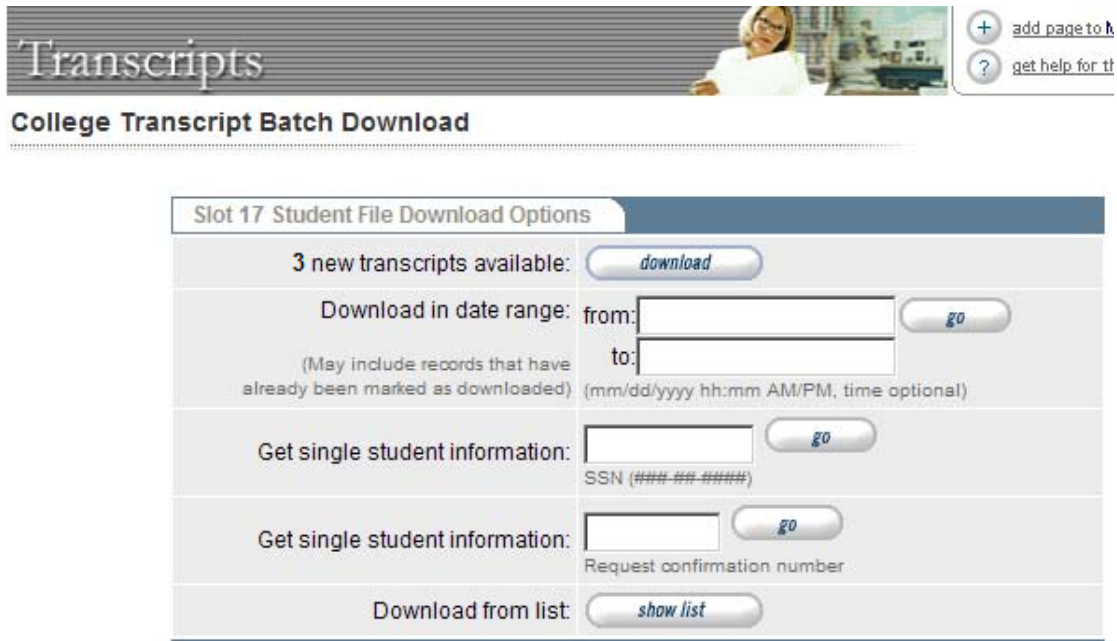 Transcripts
add page to
get help for
College Transcript Batch Download
Slot 17 Student File Download Options
3 new transcripts available: download
Download in date range: from: go
(May include records that have to:
already been marked as downloaded) (mm/dd/yyyy hh:mm AM/PM, time optional)
Get single student information: go
SSN (###-##-####)
Get single student information: go
Request confirmation number
Download from list: show list